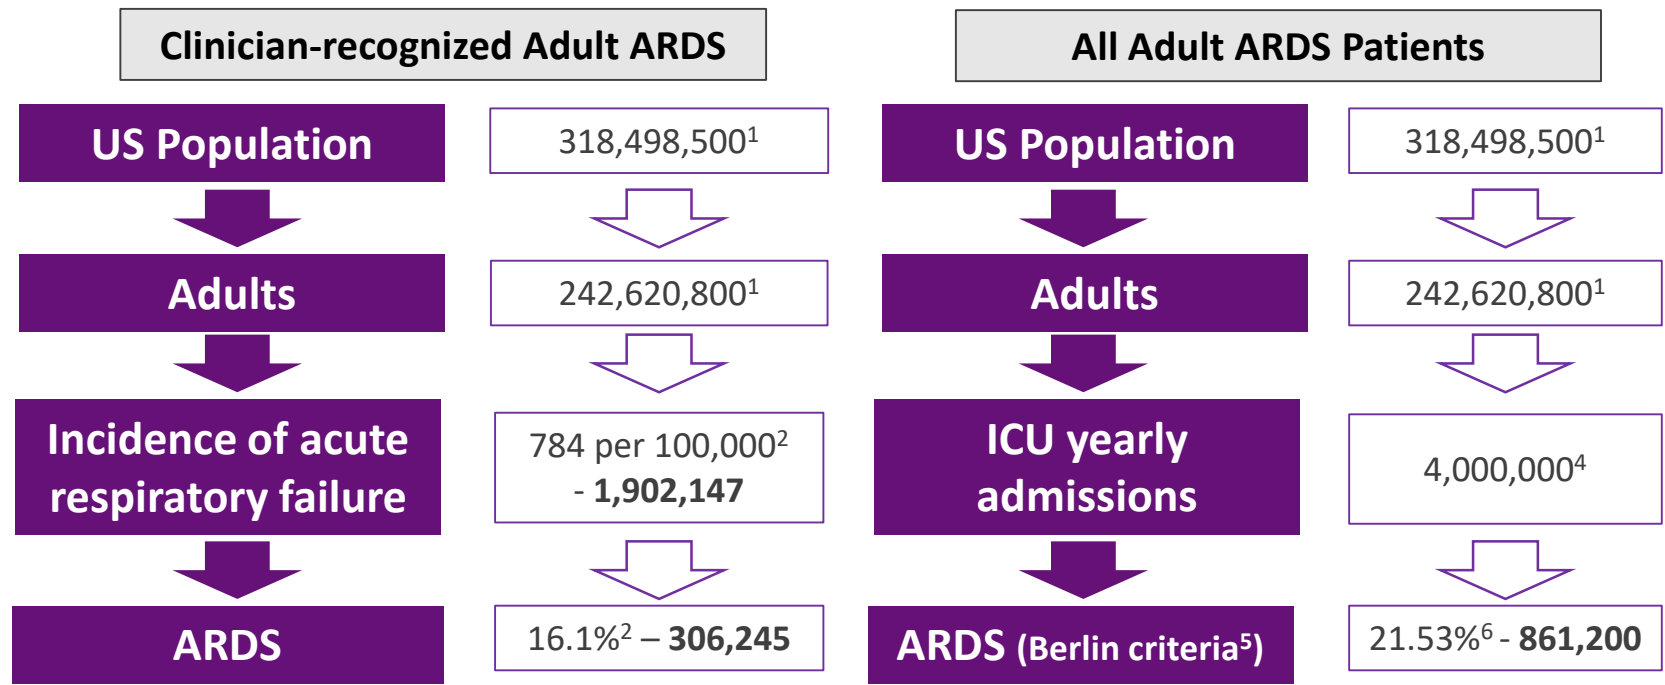 Clinician-recognized Adult ARDS
US Population
318,498,500¹
Adults
242,620,800¹
Incidence of acute
respiratory failure
784 per 100,000²
- 1,902,147
ARDS
16.1%² – 306,245
All Adult ARDS Patients
US Population
318,498,500¹
Adults
242,620,800¹
ICU yearly
admissions
4,000,000⁴
ARDS (Berlin criteria⁵)
21.53%⁶ - 861,200